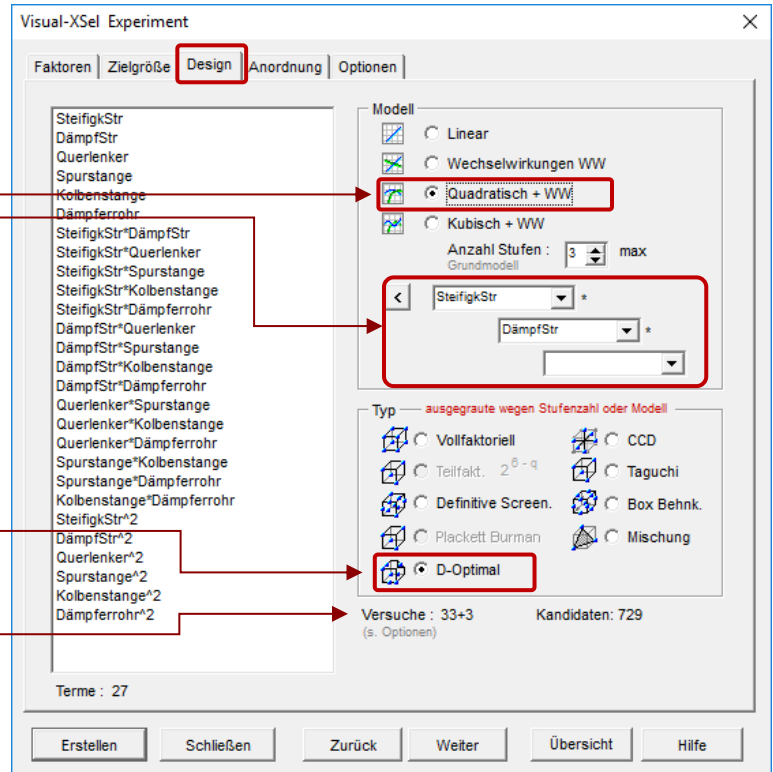 Visual-XSel Experiment
Faktoren Zielgröße Design Anordnung Optionen
SteifigkStr
DämpfStr
Querlenker
Spurstange
Kolbenstange
Dämpferrohr
SteifigkStr*DämpfStr
SteifigkStr*Querlenker
SteifigkStr*Spurstange
SteifigkStr*Kolbenstange
SteifigkStr*Dämpferrohr
DämpfStr*Querlenker
DämpfStr*Spurstange
DämpfStr*Kolbenstange
DämpfStr*Dämpferrohr
Querlenker*Spurstange
Querlenker*Kolbenstange
Querlenker*Dämpferrohr
Spurstange*Kolbenstange
Spurstange*Dämpferrohr
Kolbenstange*Dämpferrohr
SteifigkStr^2
DämpfStr^2
Querlenker^2
Spurstange^2
Kolbenstange^2
Dämpferrohr^2
Terme : 27
Modell
Linear
Wechselwirkungen WW
Quadratisch + WW
Kubisch + WW
Anzahl Stufen : 3 max
Grundmodell
< SteifigkStr *
DämpfStr *
Typ ausgegraute wegen Stufenzahl oder Modell
Vollfaktoriell CCD
Teilfakt. 2^6-q Taguchi
Definitive Screen. Box Behnk.
Plackett Burman Mischung
D-Optimal
Versuche : 33+3 Kandidaten: 729
(s. Optionen)
Erstellen Schließen Zurück Weiter Übersicht Hilfe